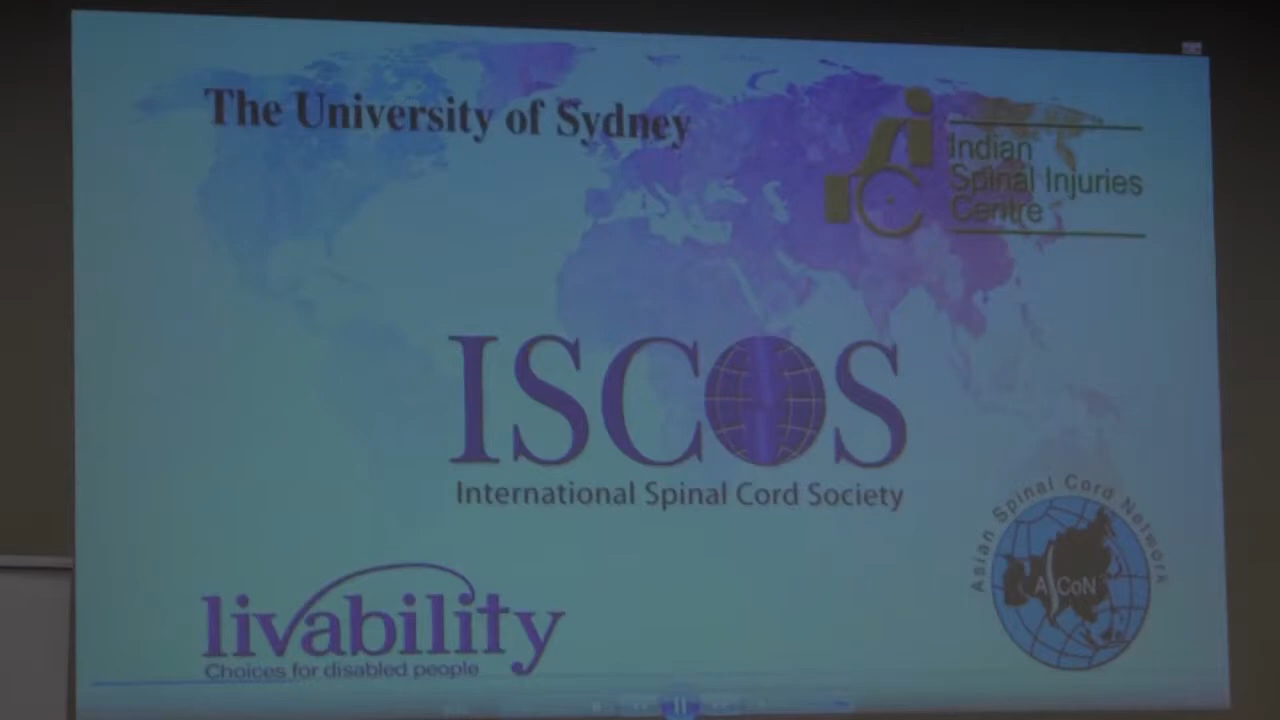 The University of Sydney
Indian
Spinal Injuries
Centre
ISCOS
International Spinal Cord Society
Asian Spinal Cord Network
ASCoN
livability
Choices for disabled people